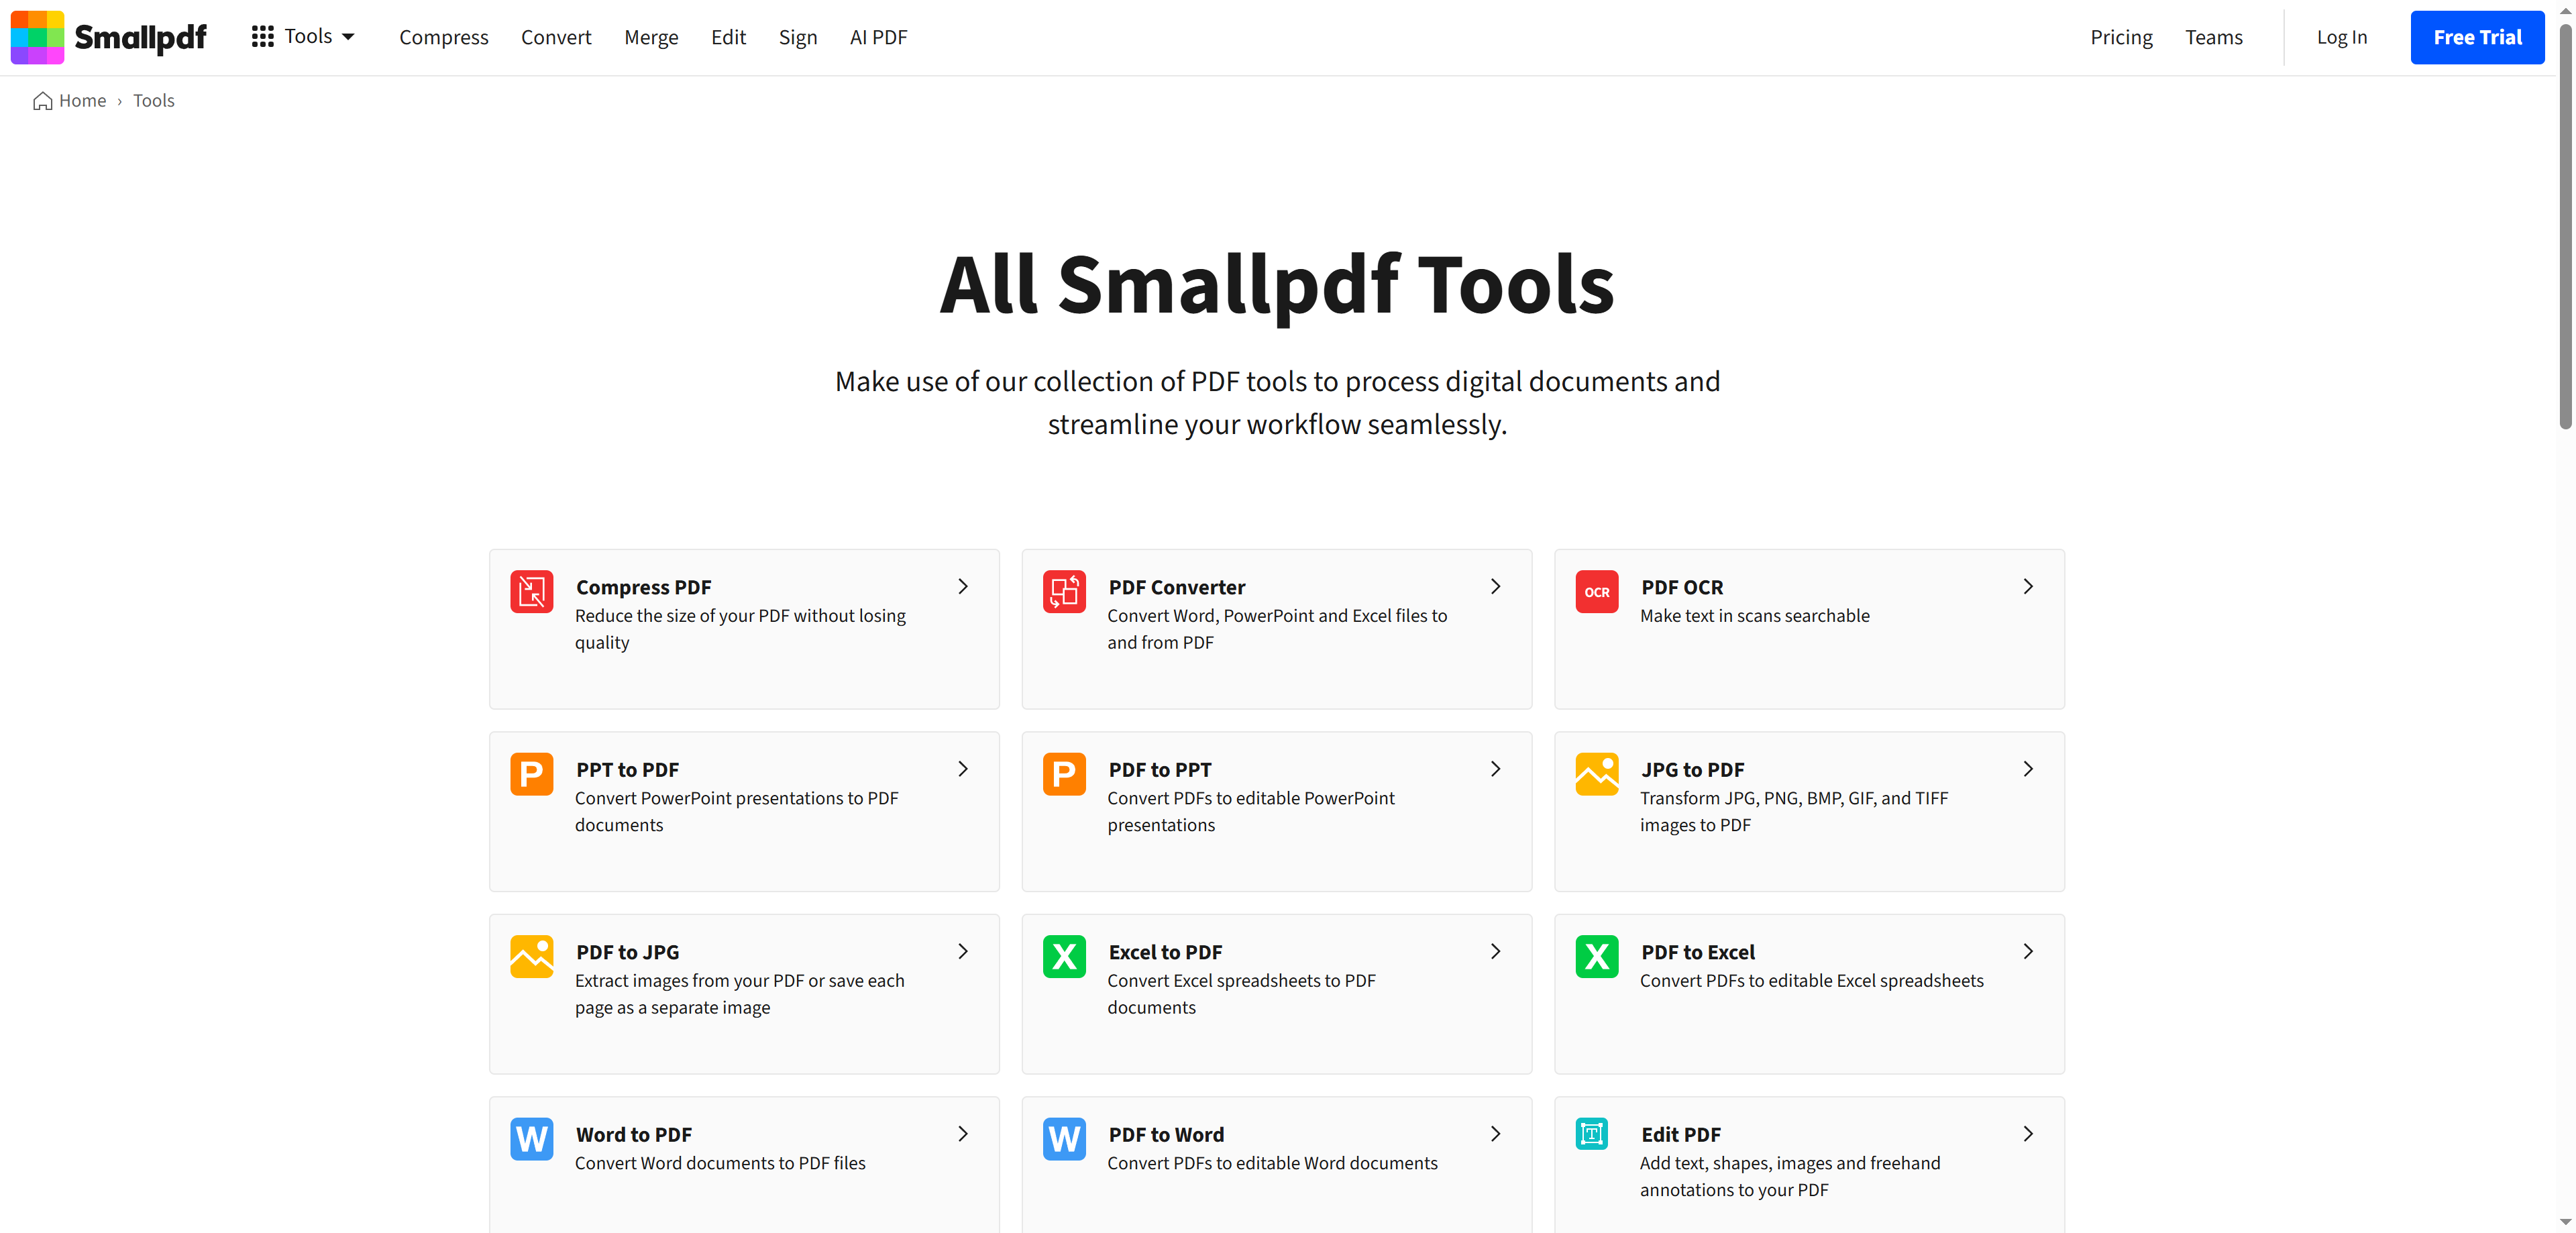 Smallpdf Tools Compress Convert Merge Edit Sign AI PDF Pricing Teams Log In Free Trial
Home › Tools
All Smallpdf Tools
Make use of our collection of PDF tools to process digital documents and
streamline your workflow seamlessly.
Compress PDF
Reduce the size of your PDF without losing
quality
PDF Converter
Convert Word, PowerPoint and Excel files to
and from PDF
OCR
PDF OCR
Make text in scans searchable
P
PPT to PDF
Convert PowerPoint presentations to PDF
documents
P
PDF to PPT
Convert PDFs to editable PowerPoint
presentations
JPG to PDF
Transform JPG, PNG, BMP, GIF, and TIFF
images to PDF
PDF to JPG
Extract images from your PDF or save each
page as a separate image
X
Excel to PDF
Convert Excel spreadsheets to PDF
documents
X
PDF to Excel
Convert PDFs to editable Excel spreadsheets
W
Word to PDF
Convert Word documents to PDF files
W
PDF to Word
Convert PDFs to editable Word documents
T
Edit PDF
Add text, shapes, images and freehand
annotations to your PDF